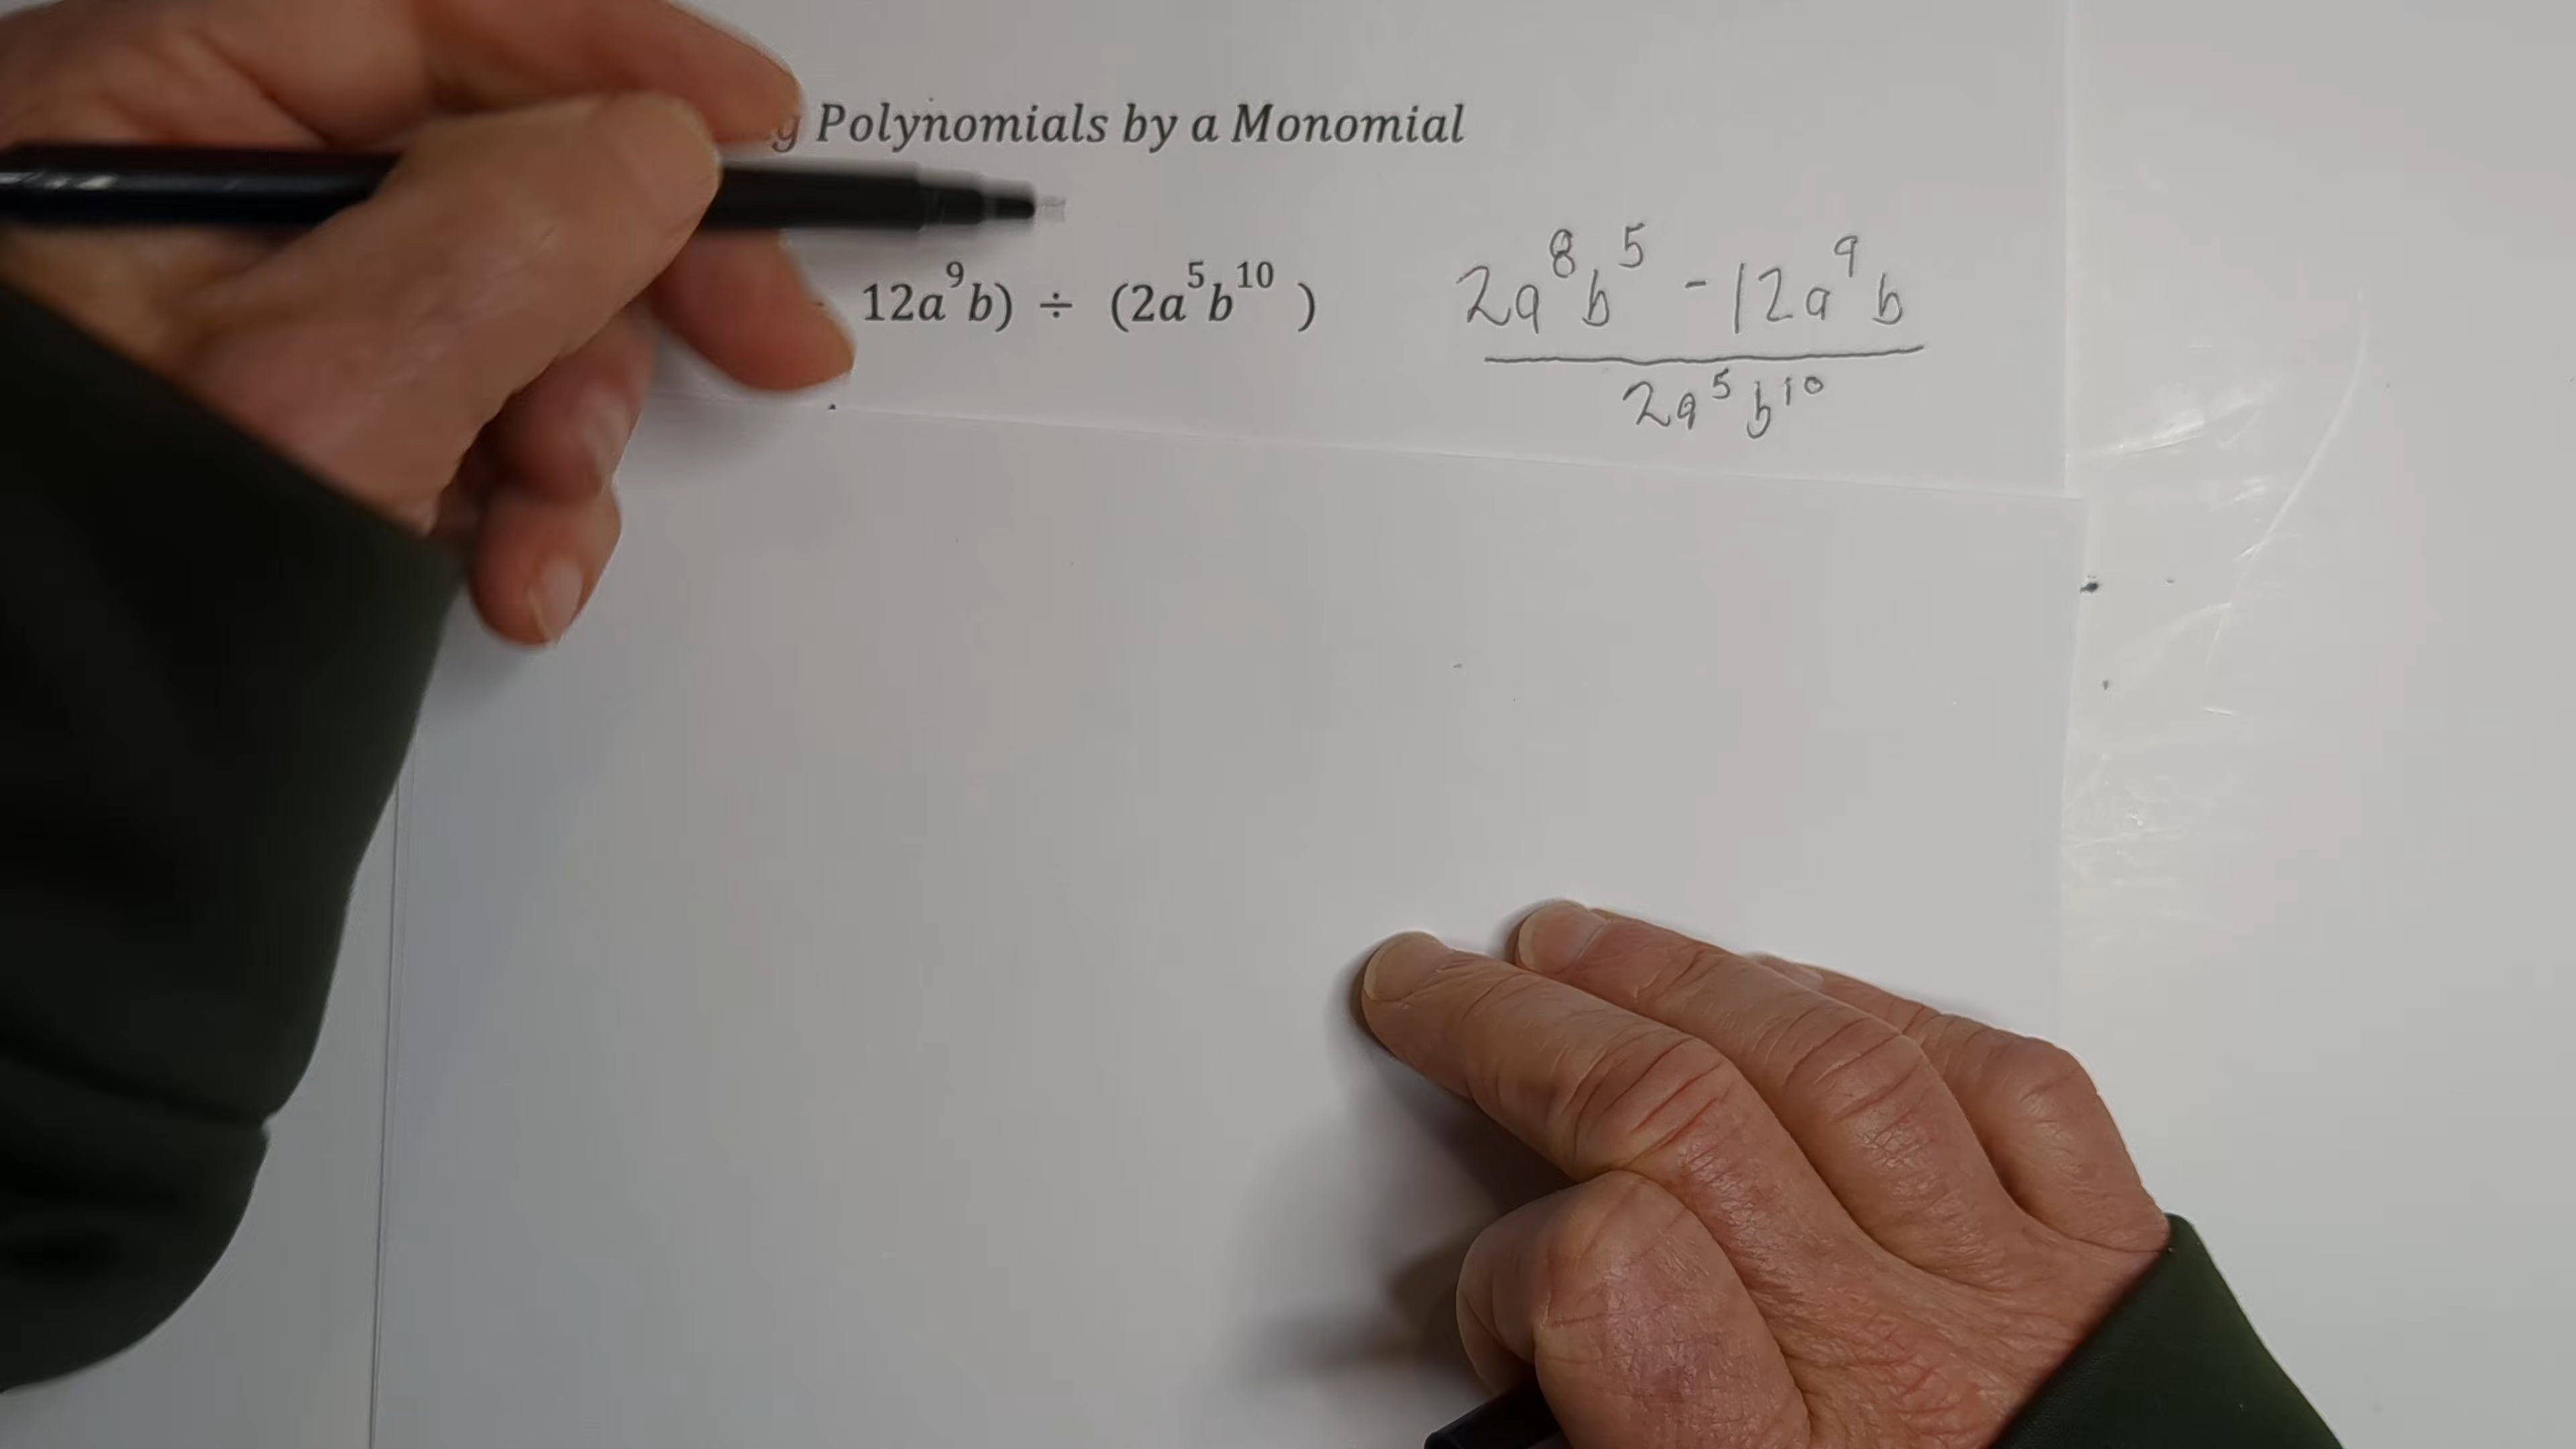 Polynomials by a Monomial
12a⁹b) ÷ (2a⁵b¹⁰ )
2a⁸b⁵ - 12a⁹b
2a⁵b¹⁰